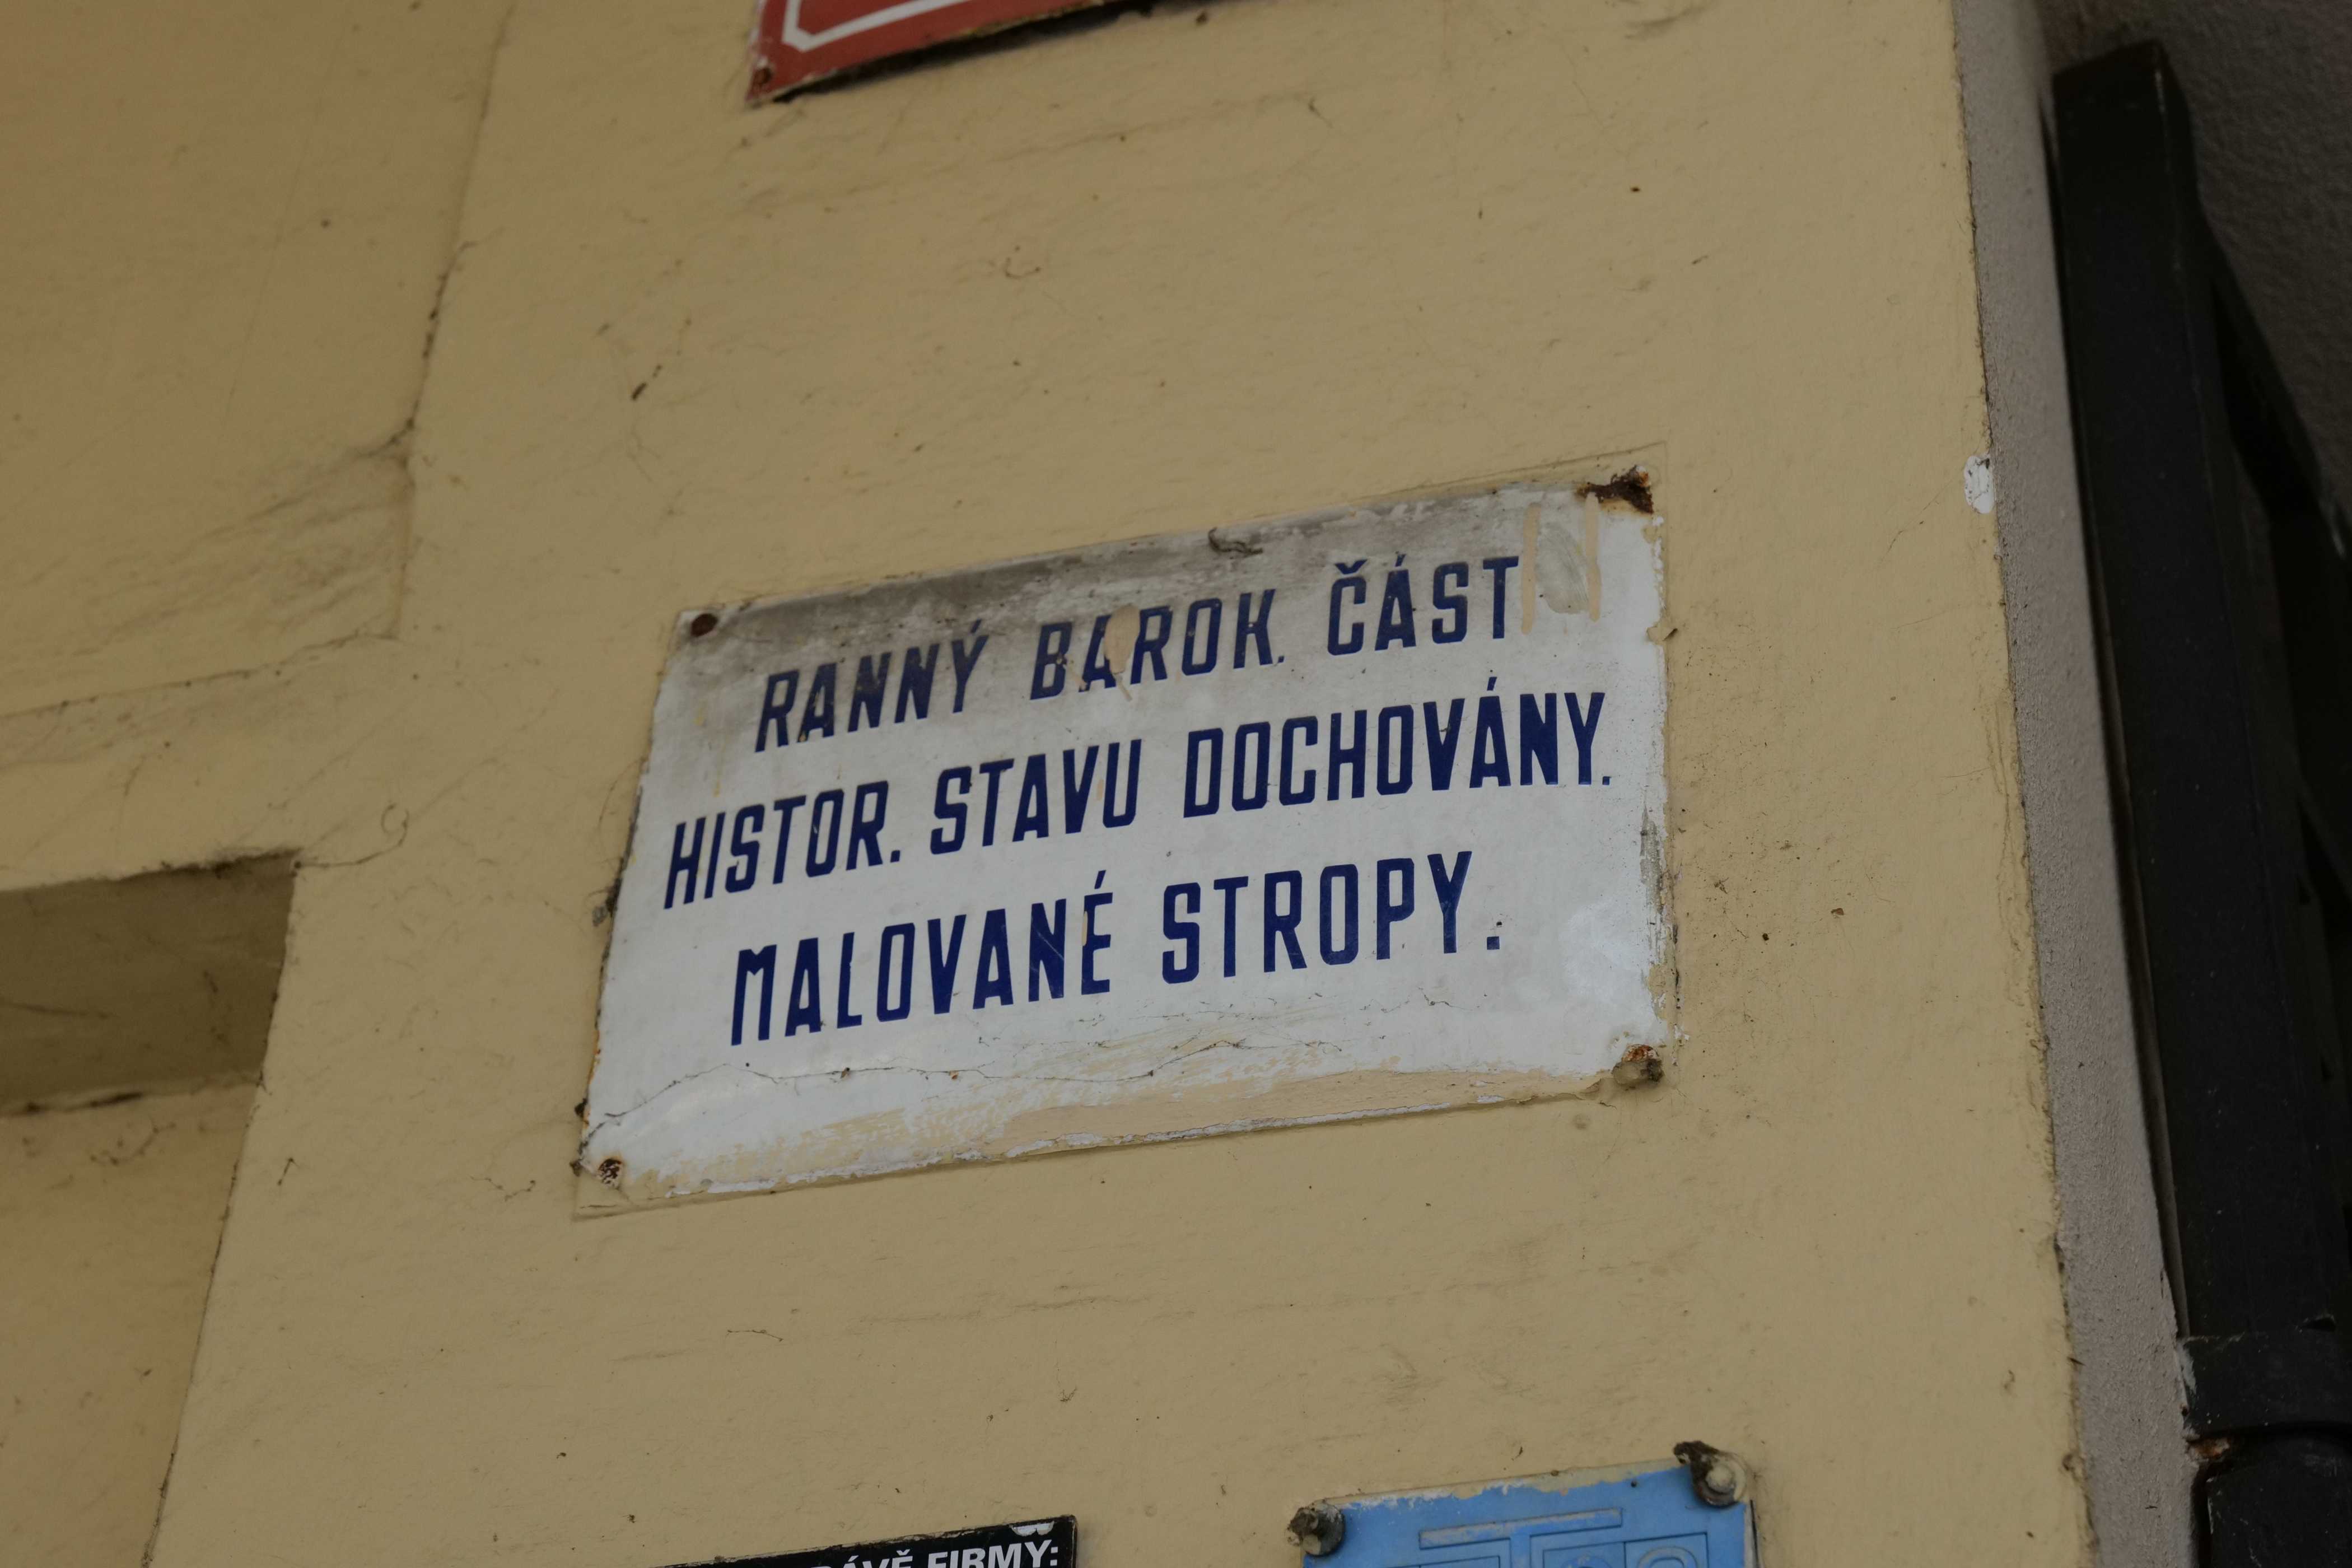 RANNÝ BAROK. ČÁST
HISTOR. STAVU DOCHOVÁNY.
MALOVANÉ STROPY.
FIRMY: